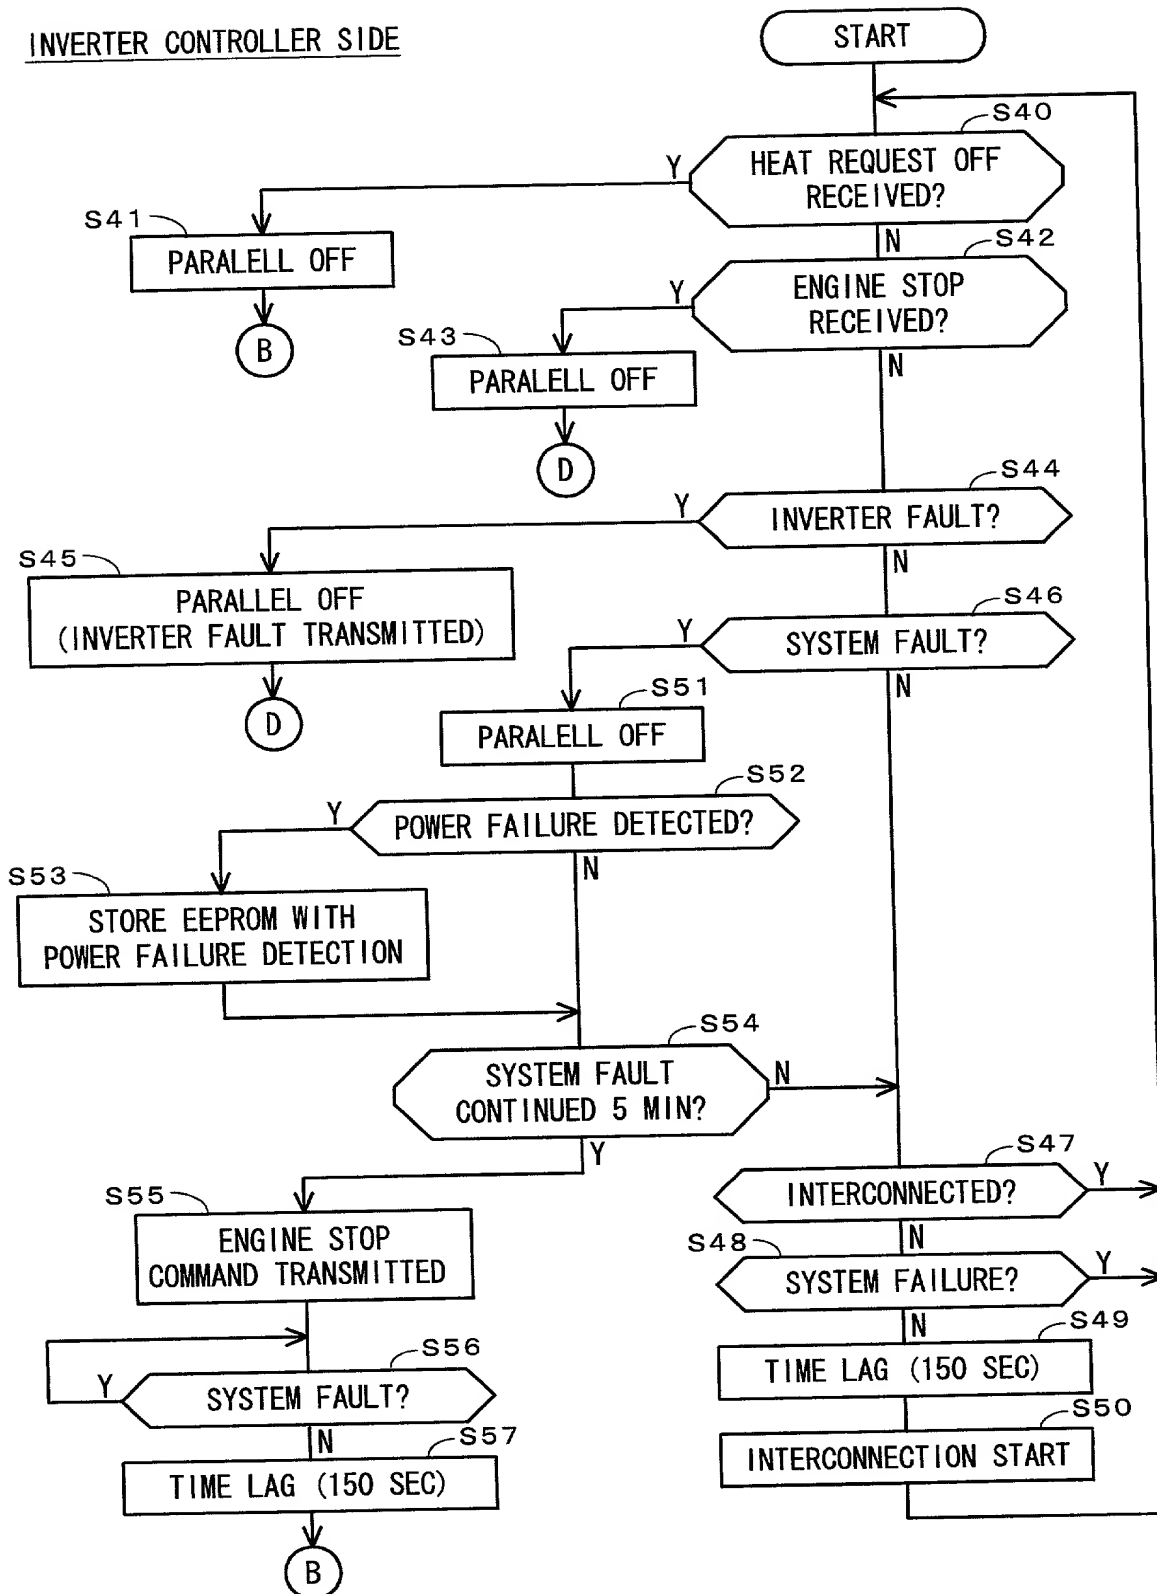 INVERTER CONTROLLER SIDE
START
S40
HEAT REQUEST OFF
RECEIVED?
Y
N
S41
PARALELL OFF
B
S42
ENGINE STOP
RECEIVED?
Y
N
S43
PARALELL OFF
D
S44
INVERTER FAULT?
Y
N
S45
PARALLEL OFF
(INVERTER FAULT TRANSMITTED)
D
S46
SYSTEM FAULT?
Y
N
S51
PARALELL OFF
S52
POWER FAILURE DETECTED?
Y
N
S53
STORE EEPROM WITH
POWER FAILURE DETECTION
S54
SYSTEM FAULT
CONTINUED 5 MIN?
N
Y
S47
INTERCONNECTED?
Y
N
S55
ENGINE STOP
COMMAND TRANSMITTED
S48
SYSTEM FAILURE?
Y
N
S49
TIME LAG (150 SEC)
S56
SYSTEM FAULT?
Y
N
S50
INTERCONNECTION START
S57
TIME LAG (150 SEC)
B